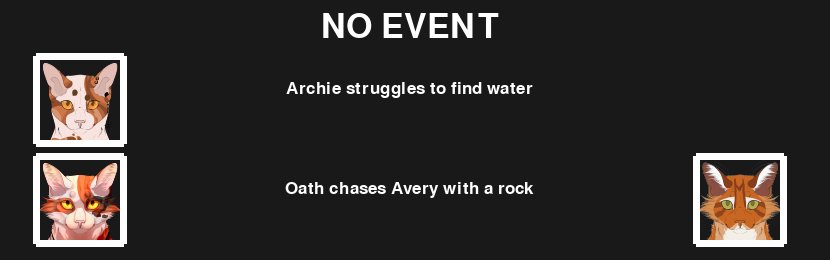 NO EVENT
Archie struggles to find water
Oath chases Avery with a rock